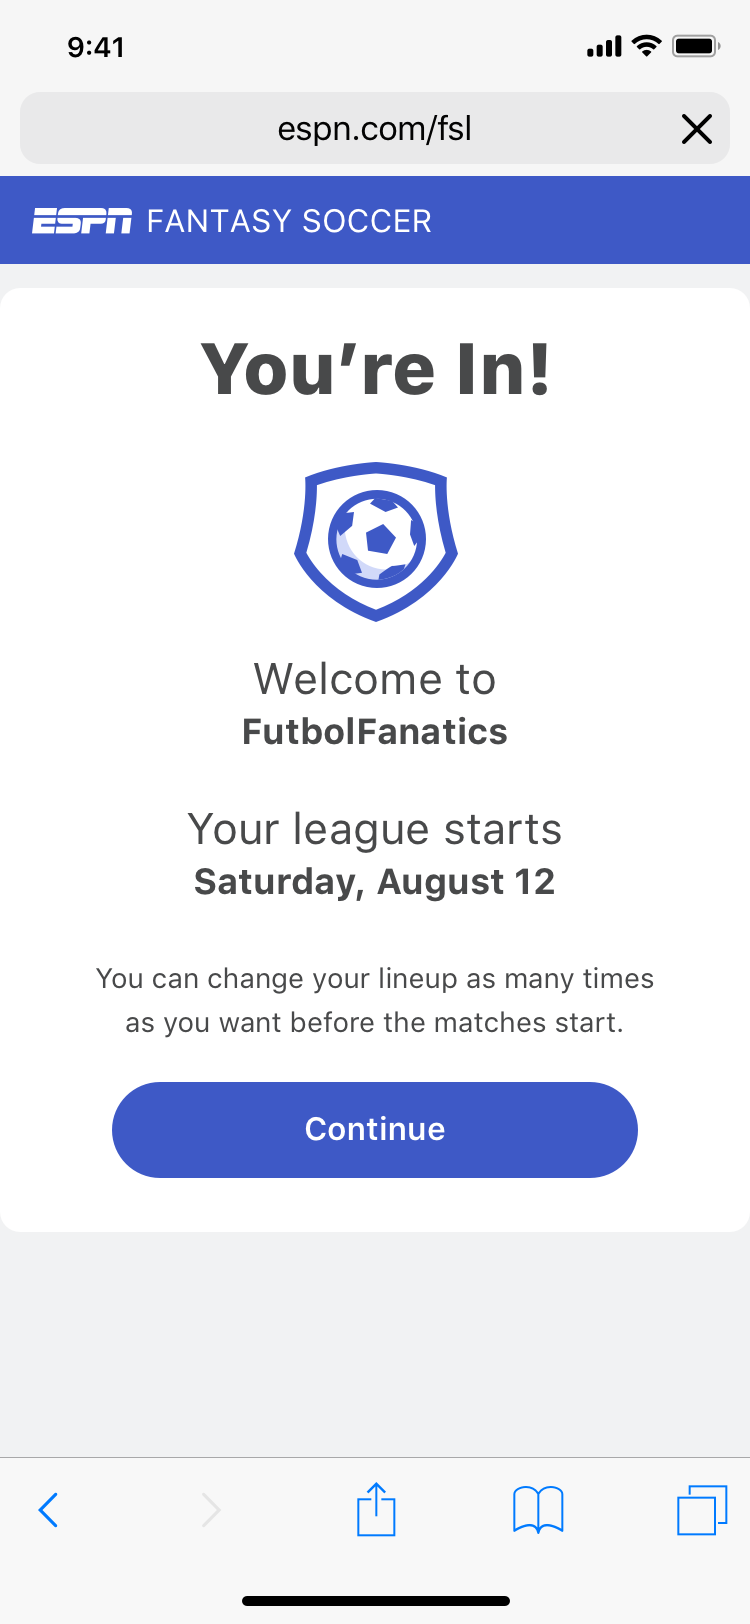 9:41
espn.com/fsl
ESPN FANTASY SOCCER
You’re In!
Welcome to
FutbolFanatics
Your league starts
Saturday, August 12
You can change your lineup as many times
as you want before the matches start.
Continue